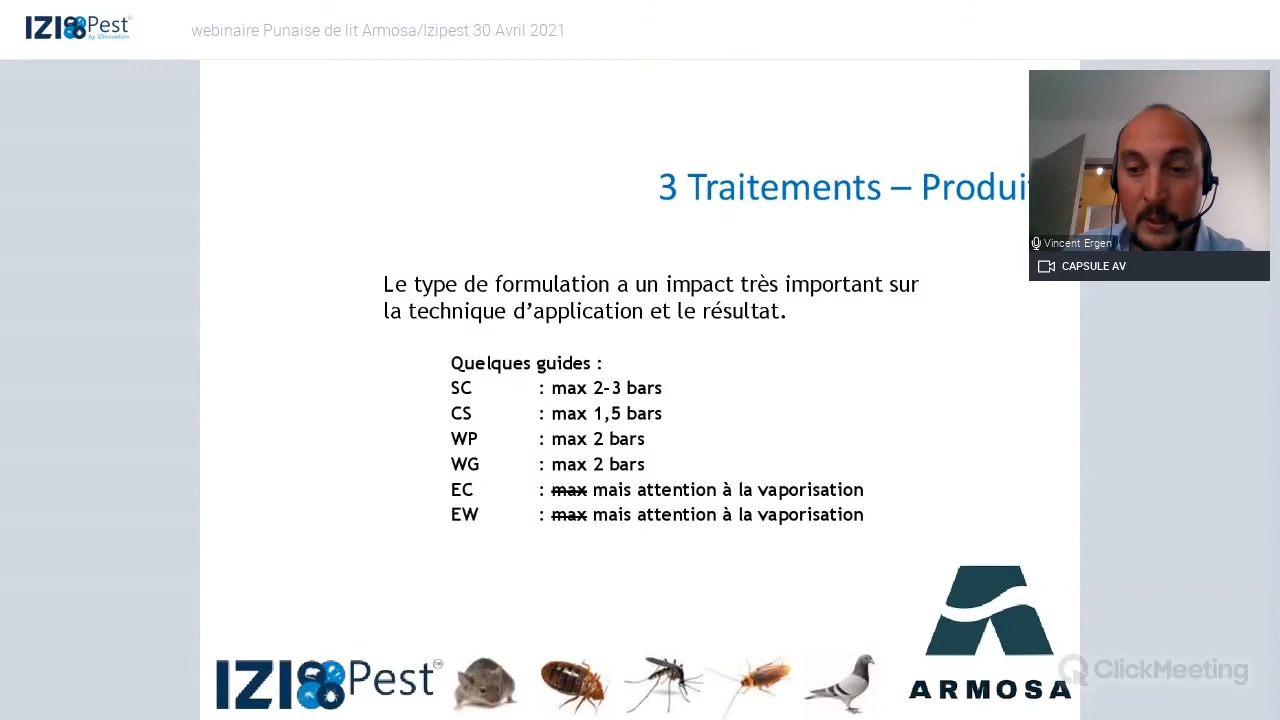 IZI Pest
by IZInovation
webinaire Punaise de lit Armosa/Izipest 30 Avril 2021
3 Traitements – Produi
Vincent Ergen
CAPSULE AV
Le type de formulation a un impact très important sur
la technique d’application et le résultat.
Quelques guides :
SC : max 2-3 bars
CS : max 1,5 bars
WP : max 2 bars
WG : max 2 bars
EC : max mais attention à la vaporisation
EW : max mais attention à la vaporisation
IZI Pest TM
ARMOSA
ClickMeeting